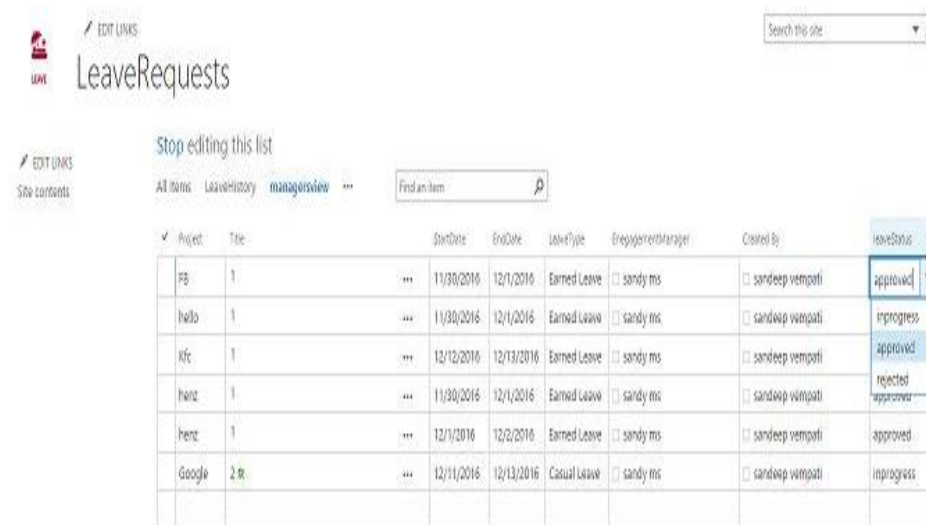 EDIT LINKS
Search this site
LEAVE
LeaveRequests
Stop editing this list
EDIT LINKS
Site contents
All Items LeaveHistory managersview ...
Find an item
✓ Project Title StartDate EndDate LeaveType EnegagementManager Created By leaveStatus
FB 1 ... 11/30/2016 12/1/2016 Earned Leave sandy ms sandeep vempati approved
hello 1 ... 11/30/2016 12/1/2016 Earned Leave sandy ms sandeep vempati inprogress
Kfc 1 ... 12/12/2016 12/13/2016 Earned Leave sandy ms sandeep vempati approved
rejected
henz 1 ... 11/30/2016 12/1/2016 Earned Leave sandy ms sandeep vempati approved
henz 1 ... 12/1/2016 12/2/2016 Earned Leave sandy ms sandeep vempati approved
Google 2 ... 12/11/2016 12/13/2016 Casual Leave sandy ms sandeep vempati inprogress